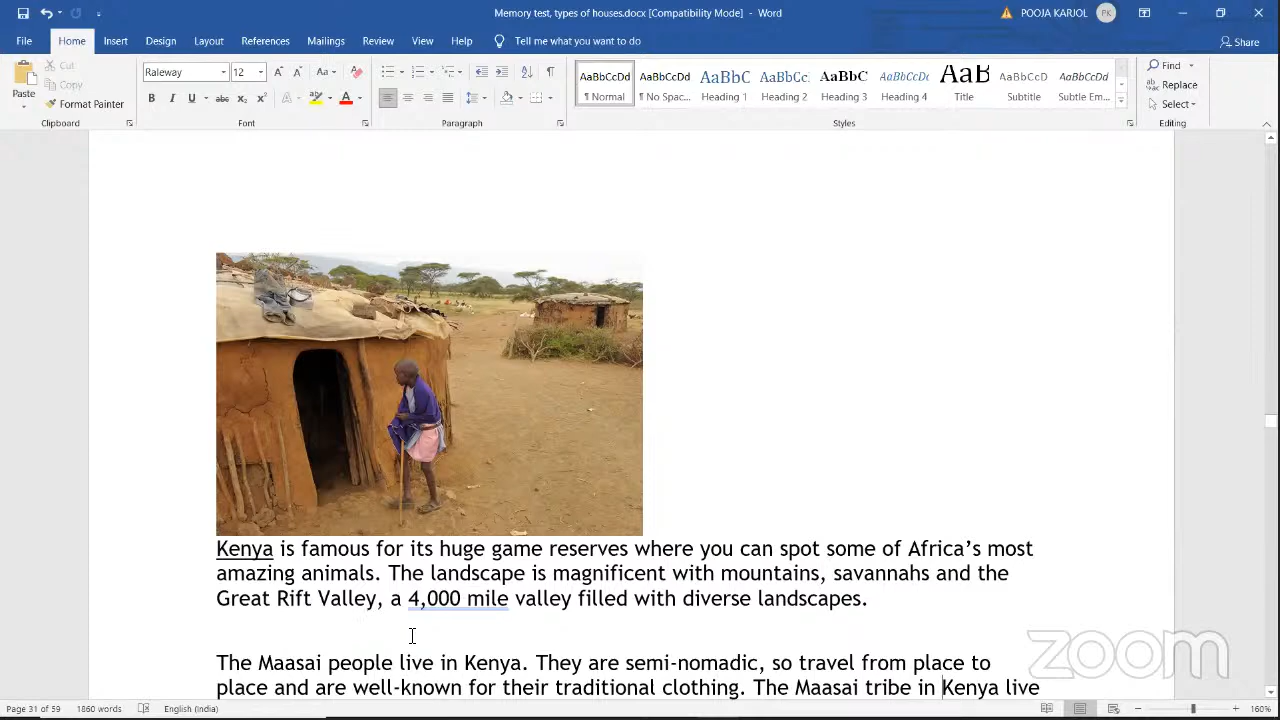 Memory test, types of houses.docx [Compatibility Mode] - Word
POOJA KARJOL PK
File Home Insert Design Layout References Mailings Review View Help Tell me what you want to do Share
Cut
Copy
Format Painter
Paste
Clipboard
Raleway 12
Font
Paragraph
AaBbCcDd AaBbCcDd AaBbC AaBbCc. AaBbC AaBbCcDc AaB AaBbCcD AaBbCcDd
¶ Normal ¶ No Spac... Heading 1 Heading 2 Heading 3 Heading 4 Title Subtitle Subtle Em...
Styles
Find
Replace
Select
Editing
Kenya is famous for its huge game reserves where you can spot some of Africa's most
amazing animals. The landscape is magnificent with mountains, savannahs and the
Great Rift Valley, a 4,000 mile valley filled with diverse landscapes.
The Maasai people live in Kenya. They are semi-nomadic, so travel from place to
place and are well-known for their traditional clothing. The Maasai tribe in Kenya live
zoom
Page 31 of 59 1860 words English (India) 160%